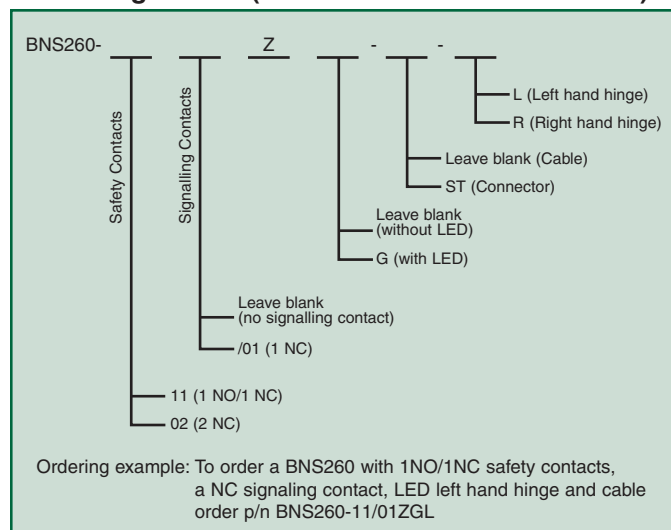 BNS260-
Z
-
-
L (Left hand hinge)
R (Right hand hinge)
Leave blank (Cable)
ST (Connector)
Leave blank
(without LED)
G (with LED)
Safety Contacts
Signalling Contacts
Leave blank
(no signalling contact)
/01 (1 NC)
11 (1 NO/1 NC)
02 (2 NC)
Ordering example: To order a BNS260 with 1NO/1NC safety contacts,
a NC signaling contact, LED left hand hinge and cable
order p/n BNS260-11/01ZGL